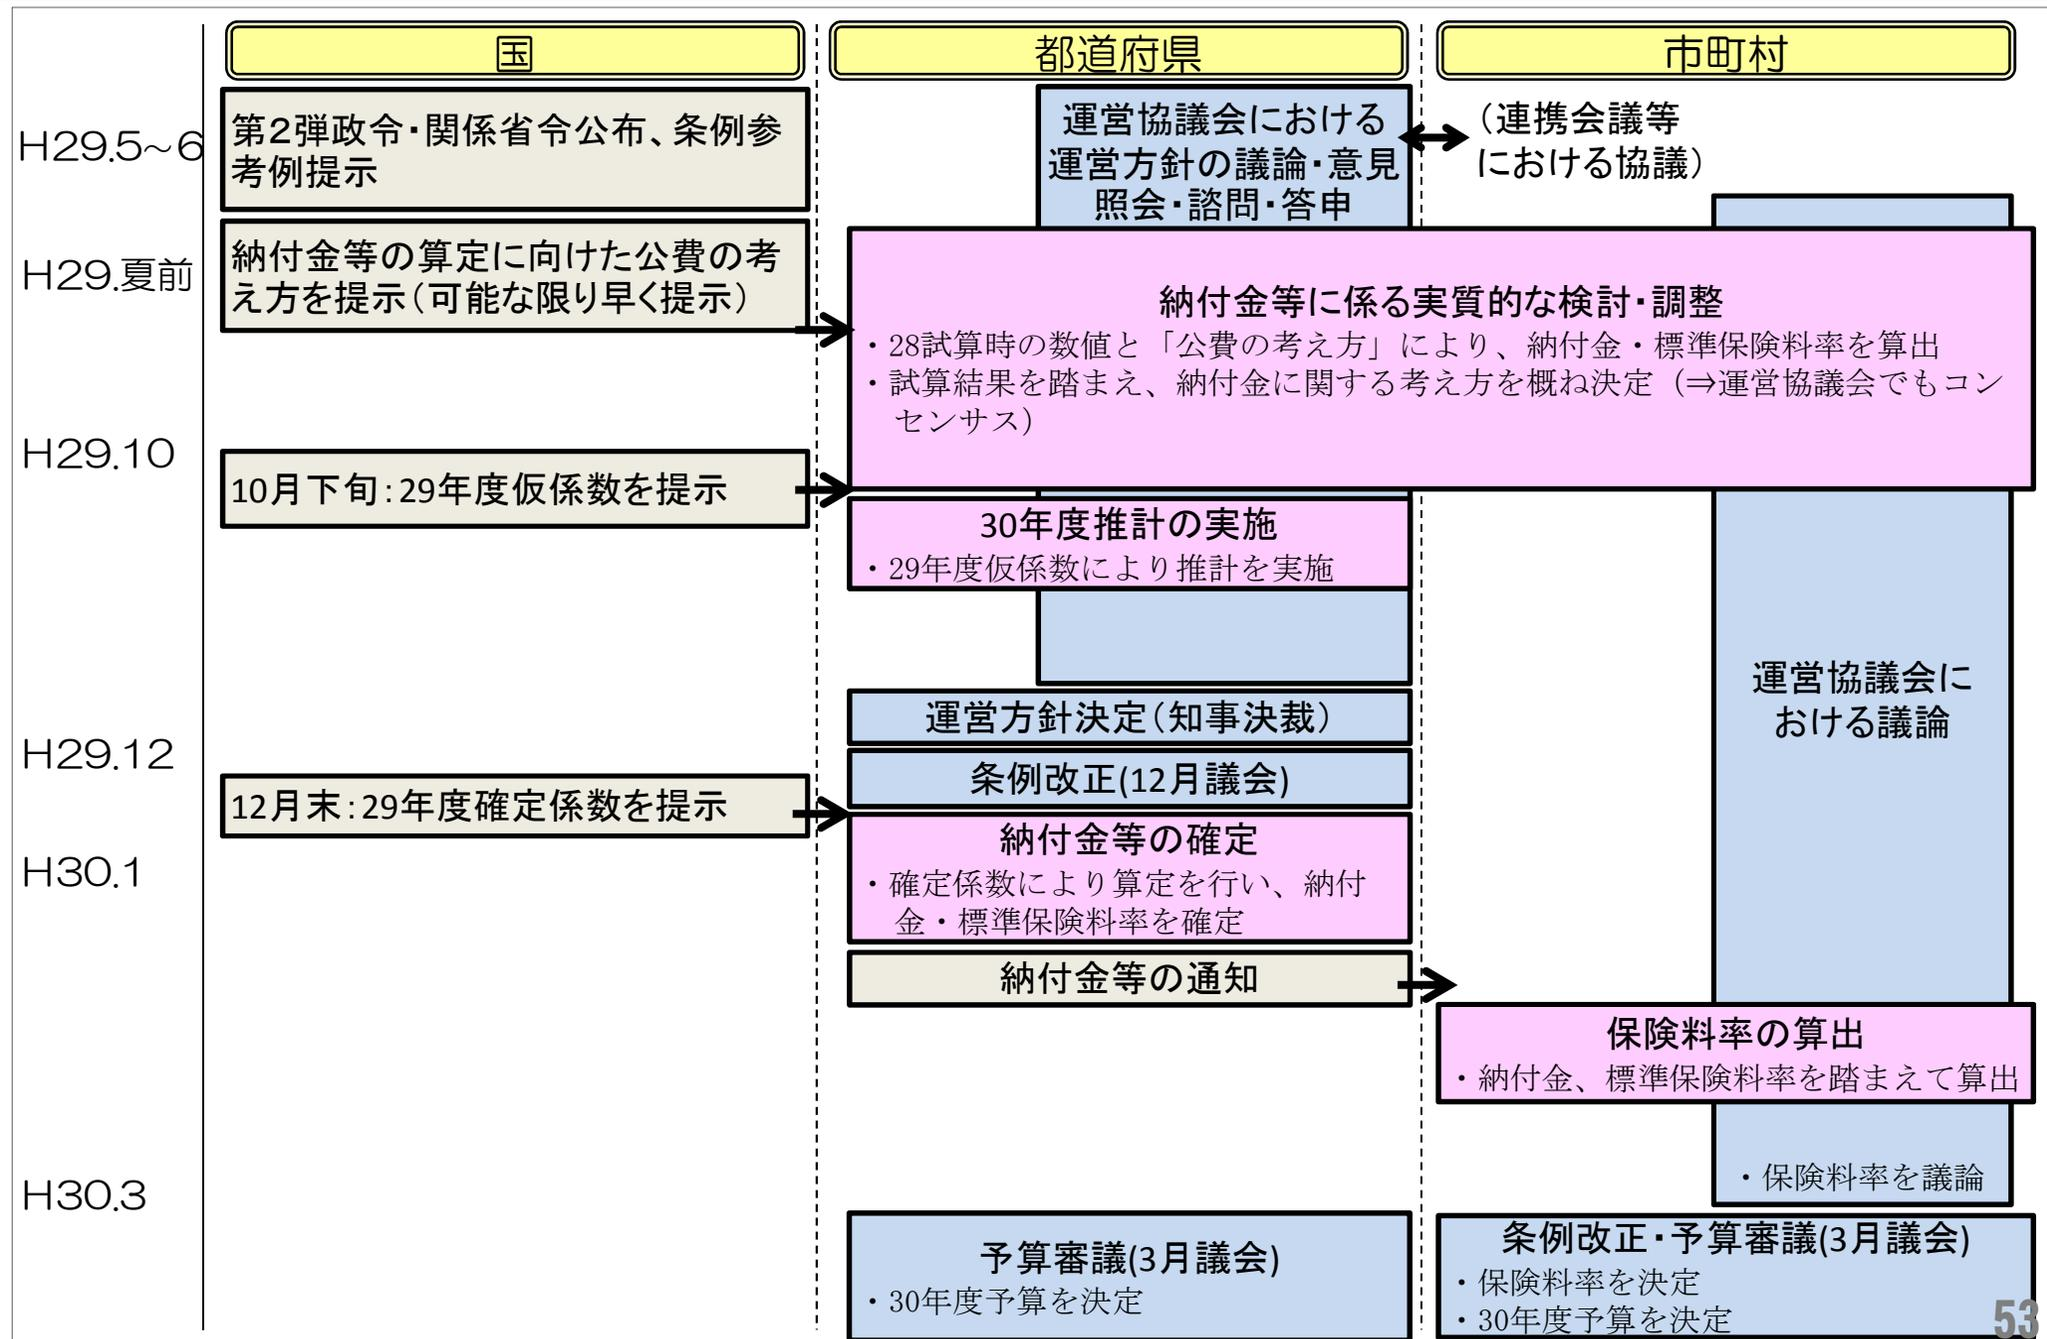 国
都道府県
市町村
H29.5~6
第2弾政令・関係省令公布、条例参
考例提示
運営協議会における
運営方針の議論・意見
照会・諮問・答申
（連携会議等
における協議）
H29.夏前
納付金等の算定に向けた公費の考
え方を提示（可能な限り早く提示）
納付金等に係る実質的な検討・調整
・28試算時の数値と「公費の考え方」により、納付金・標準保険料率を算出
・試算結果を踏まえ、納付金に関する考え方を概ね決定（⇒運営協議会でもコン
センサス）
H29.10
10月下旬：29年度仮係数を提示
30年度推計の実施
・29年度仮係数により推計を実施
運営協議会に
おける議論
運営方針決定（知事決裁）
H29.12
条例改正(12月議会)
12月末：29年度確定係数を提示
H30.1
納付金等の確定
・確定係数により算定を行い、納付
金・標準保険料率を確定
納付金等の通知
保険料率の算出
・納付金、標準保険料率を踏まえて算出
・保険料率を議論
H30.3
予算審議(3月議会)
・30年度予算を決定
条例改正・予算審議(3月議会)
・保険料率を決定
・30年度予算を決定
53